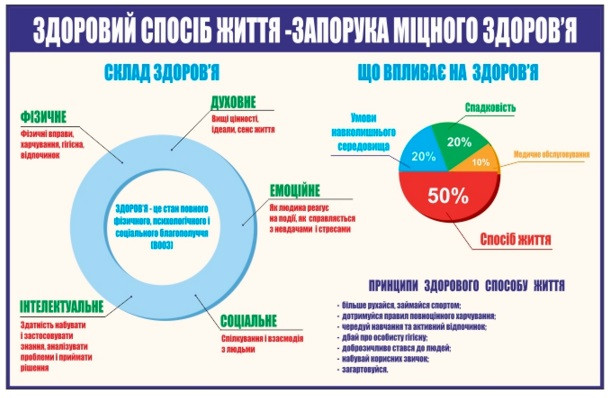 ЗДОРОВИЙ СПОСІБ ЖИТТЯ -ЗАПОРУКА МІЦНОГО ЗДОРОВ'Я
СКЛАД ЗДОРОВ'Я
ФІЗИЧНЕ
Фізичні вправи,
харчування, гігієна,
відпочинок
ДУХОВНЕ
Вищі цінності,
ідеали, сенс життя
ЗДОРОВ'Я - це стан повного
фізичного, психологічного і
соціального благополуччя
(ВООЗ)
ЕМОЦІЙНЕ
Як людина реагує
на події, як справляється
з невдачами і стресами
ІНТЕЛЕКТУАЛЬНЕ
Здатність набувати
і застосовувати
знання, аналізувати
проблеми і приймати
рішення
СОЦІАЛЬНЕ
Спілкування і взаємодія
з людьми
ЩО ВПЛИВАЄ НА ЗДОРОВ'Я
Умови
навколишнього
середовища
Спадковість
Медичне обслуговування
20%
20%
10%
50%
Спосіб життя
ПРИНЦИПИ ЗДОРОВОГО СПОСОБУ ЖИТТЯ
- більше рухайся, займайся спортом;
- дотримуйся правил повноцінного харчування;
- чередуй навчання та активний відпочинок;
- дбай про особисту гігієну;
- доброзичливо стався до людей;
- набувай корисних звичок;
- загартовуйся.